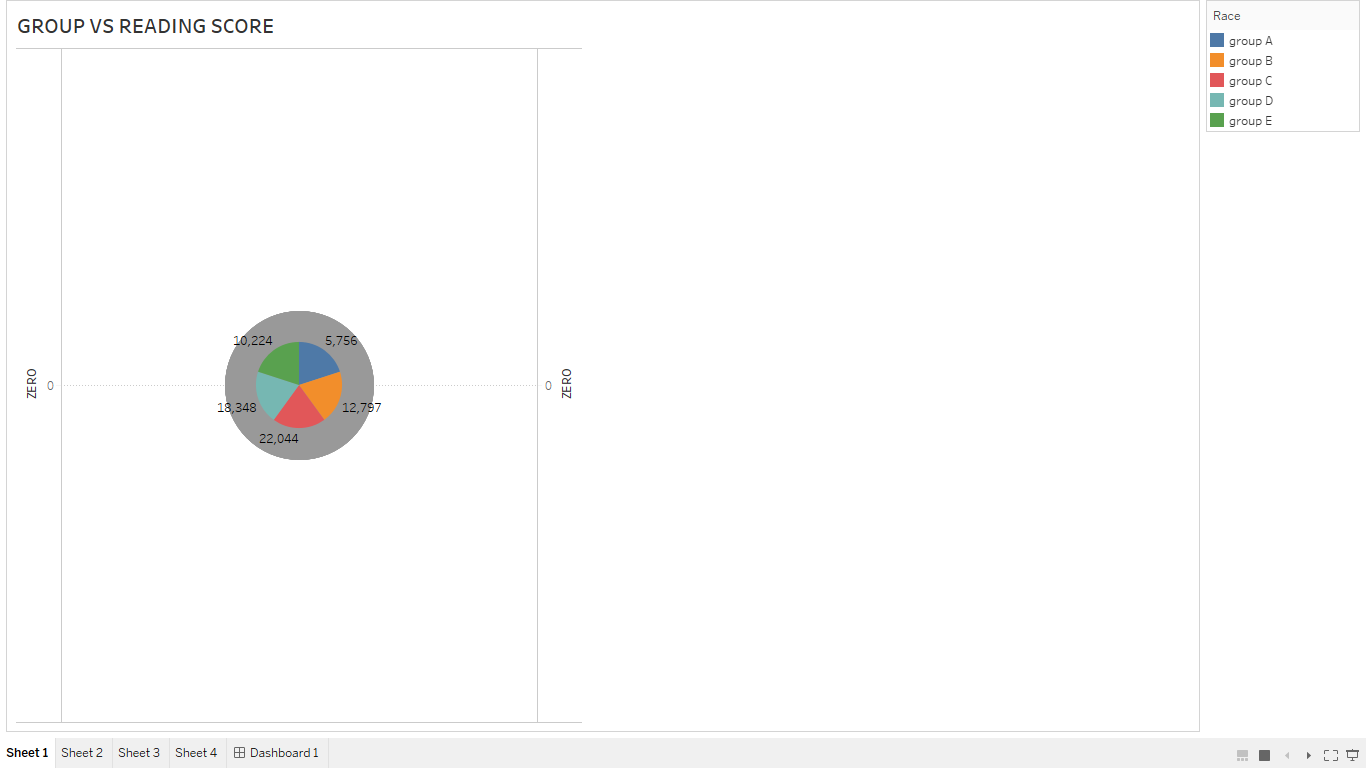 GROUP VS READING SCORE
Race
group A
group B
group C
group D
group E
10,224
5,756
ZERO
0
0
ZERO
18,348
12,797
22,044
Sheet 1
Sheet 2
Sheet 3
Sheet 4
Dashboard 1